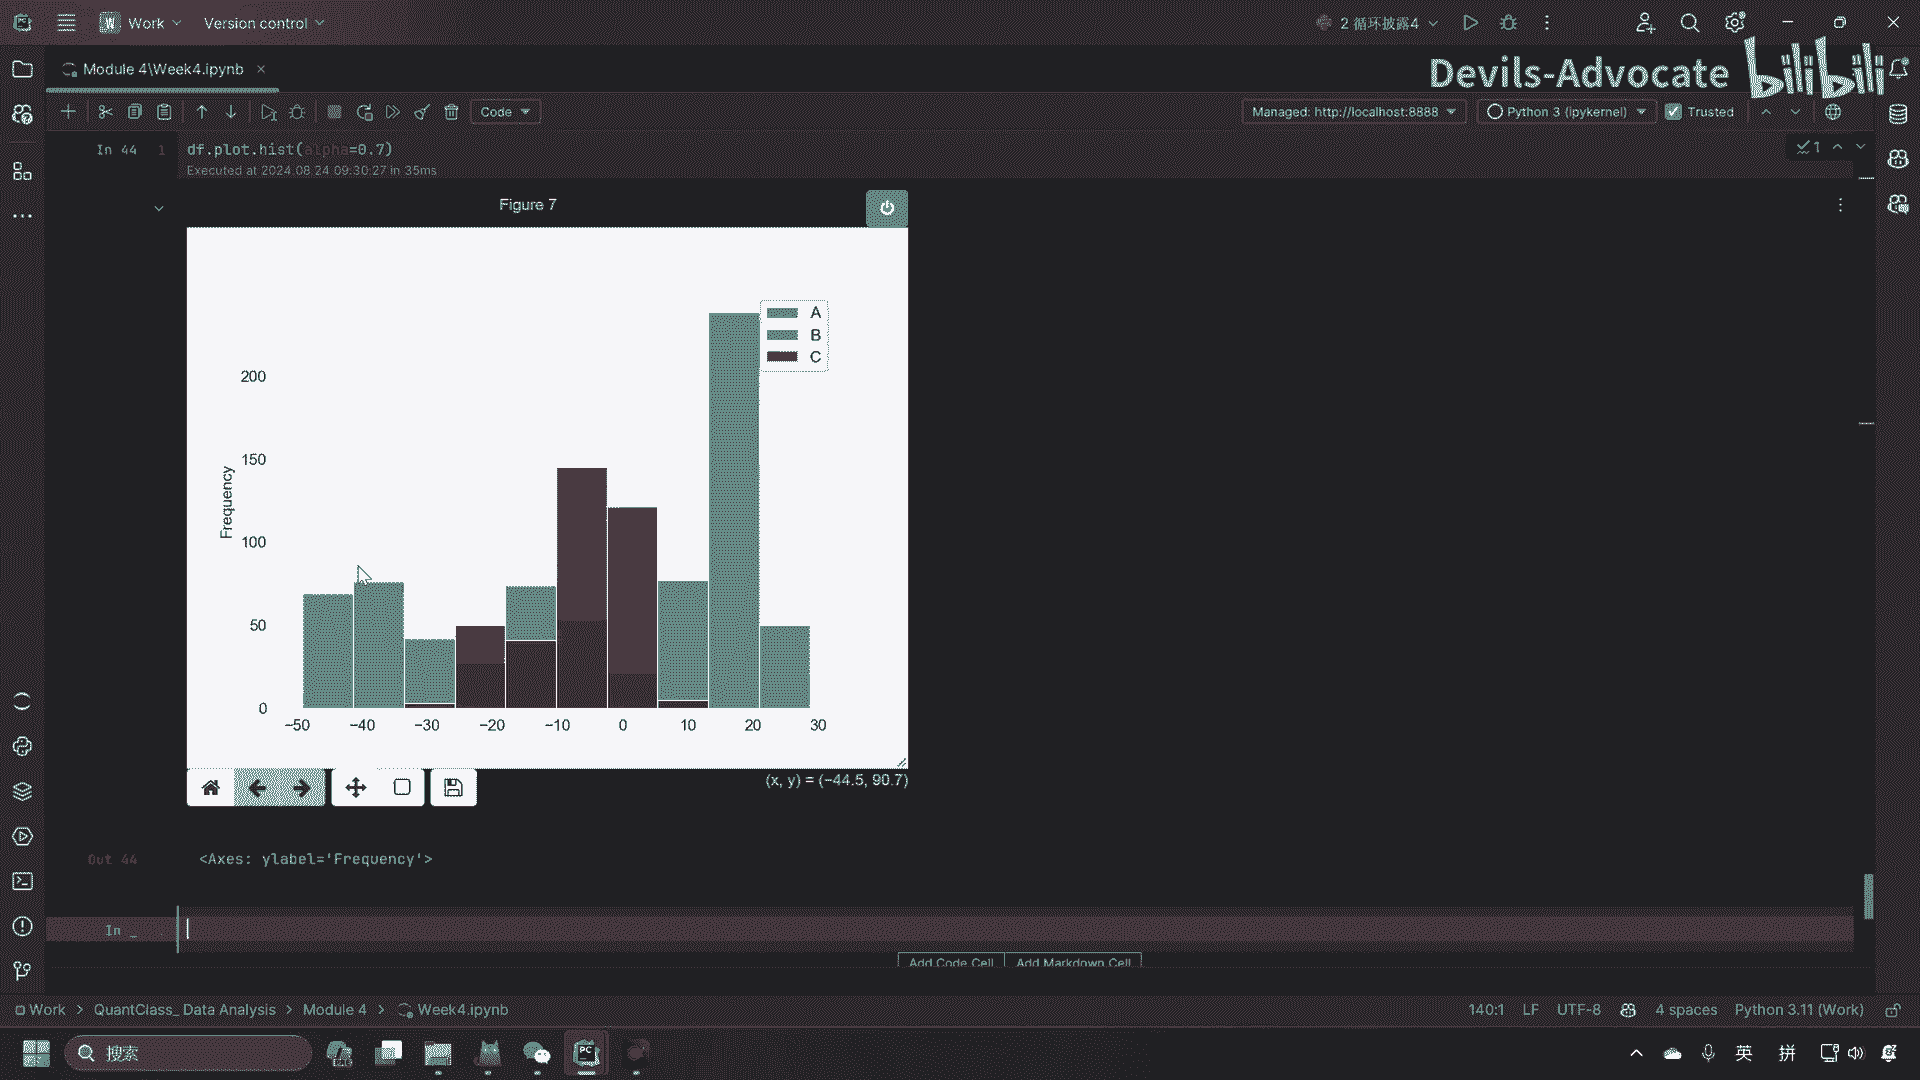 Work
Version control
2 循环披露4
Module 4\Week4.ipynb
Devils-Advocate
bilibili
Code
Managed: http://localhost:8888
Python 3 (ipykernel)
Trusted
In 44
1
df.plot.hist(alpha=0.7)
1
Executed at 2024.08.24 09:30:27 in 35ms
Figure 7
A
B
C
200
150
100
50
0
Frequency
−50 −40 −30 −20 −10 0 10 20 30
(x, y) = (−44.5, 90.7)
Out 44
<Axes: ylabel='Frequency'>
In _
Add Code Cell
Add Markdown Cell
Work > QuantClass_ Data Analysis > Module 4 > Week4.ipynb
140:1 LF UTF-8 4 spaces Python 3.11 (Work)
搜索
英
拼